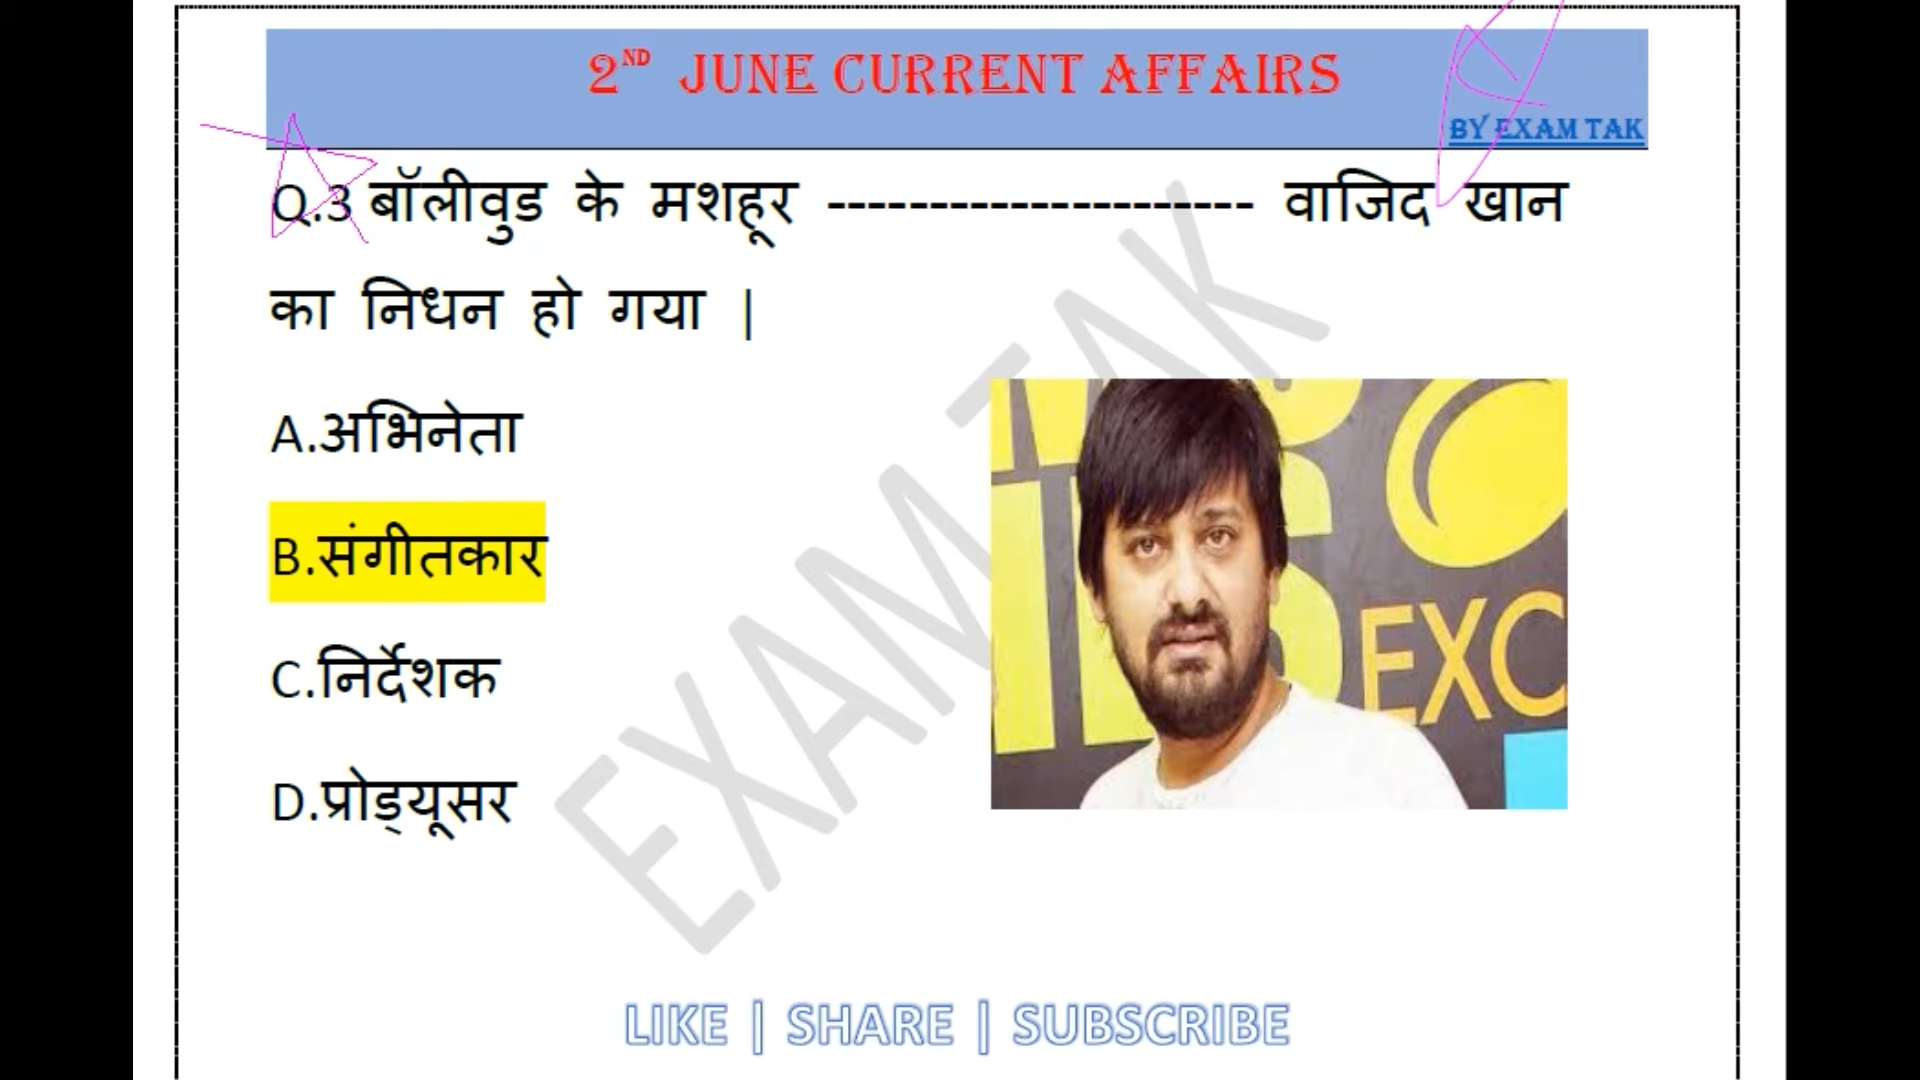 2ND JUNE CURRENT AFFAIRS
BY EXAM TAK
Q.3 बॉलीवुड के मशहूर --------------------- वाजिद खान
का निधन हो गया |
A.अभिनेता
B.संगीतकार
C.निर्देशक
D.प्रोड्यूसर
EXAM TAK
EXC
LIKE | SHARE | SUBSCRIBE